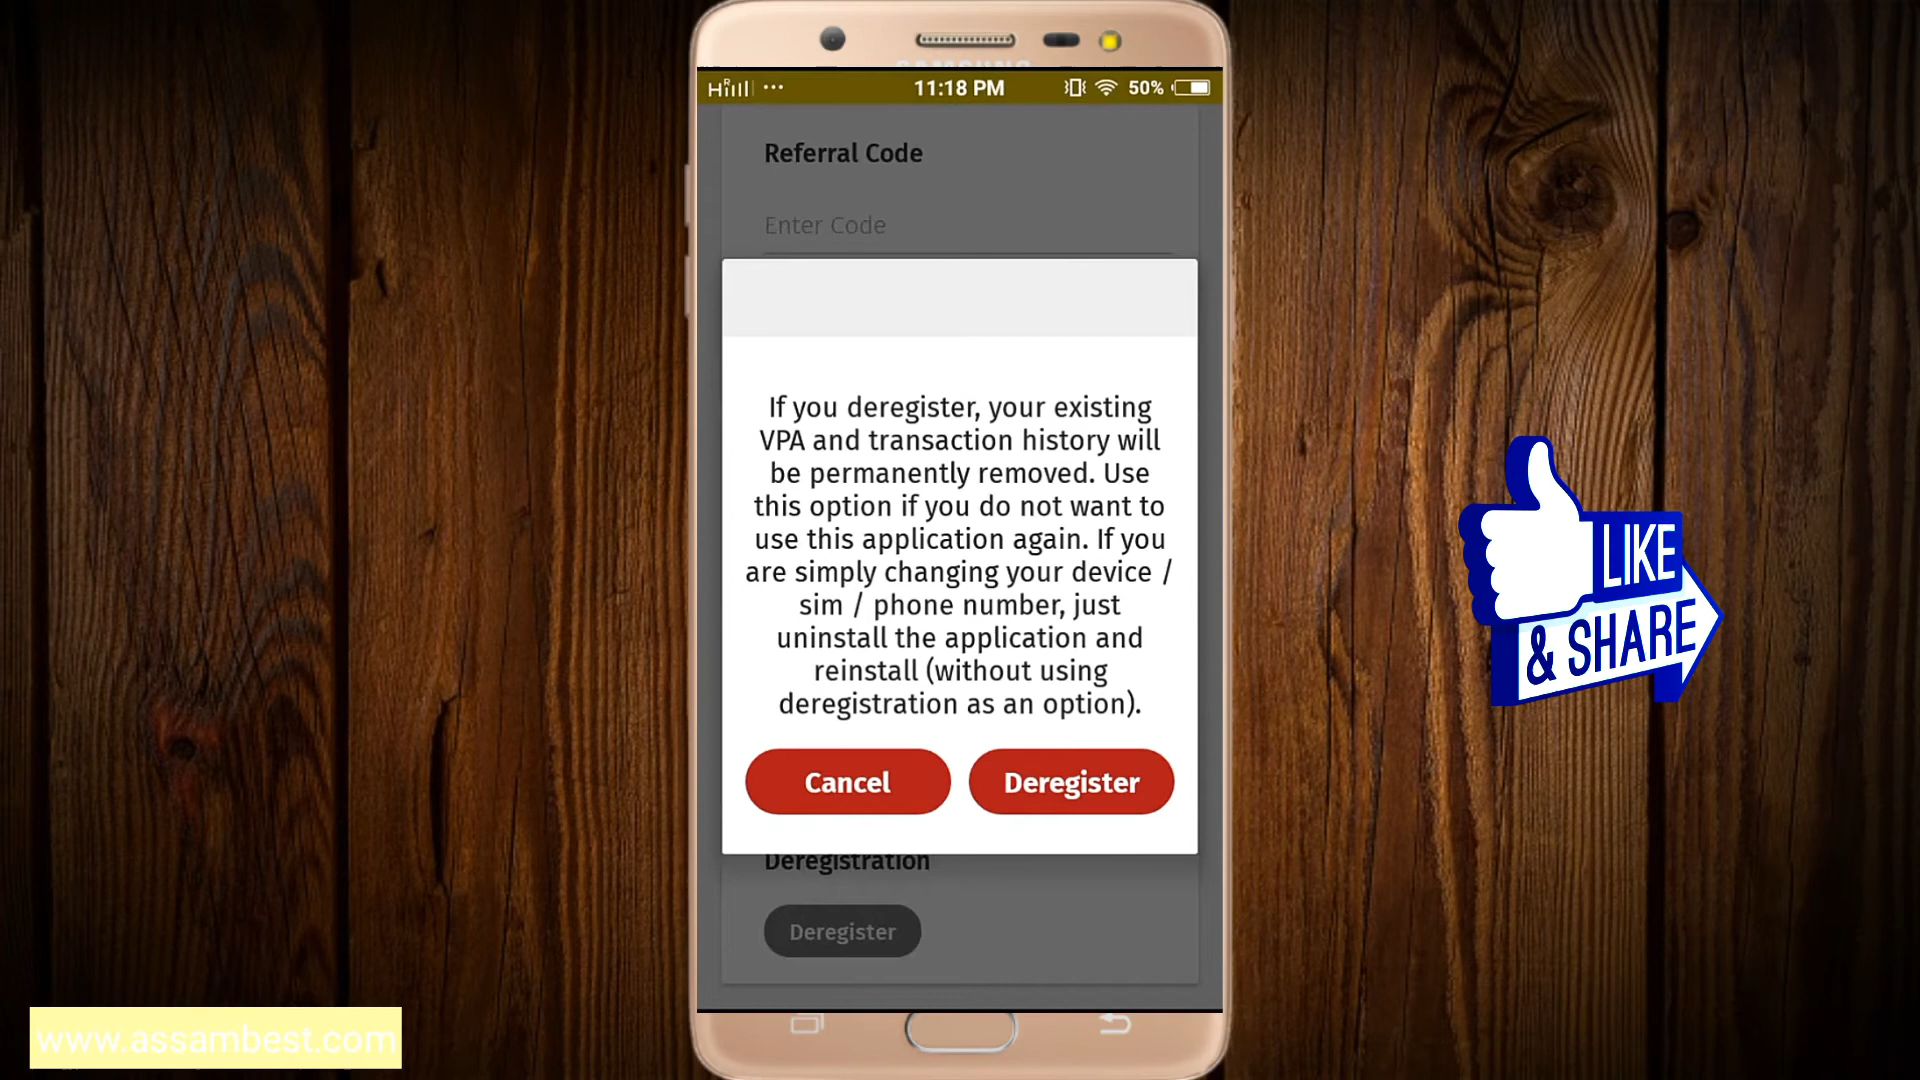 SAMSUNG
11:18 PM
50%
Referral Code
Enter Code
If you deregister, your existing
VPA and transaction history will
be permanently removed. Use
this option if you do not want to
use this application again. If you
are simply changing your device /
sim / phone number, just
uninstall the application and
reinstall (without using
deregistration as an option).
Cancel
Deregister
Deregistration
Deregister
LIKE
& SHARE
www.assambest.com